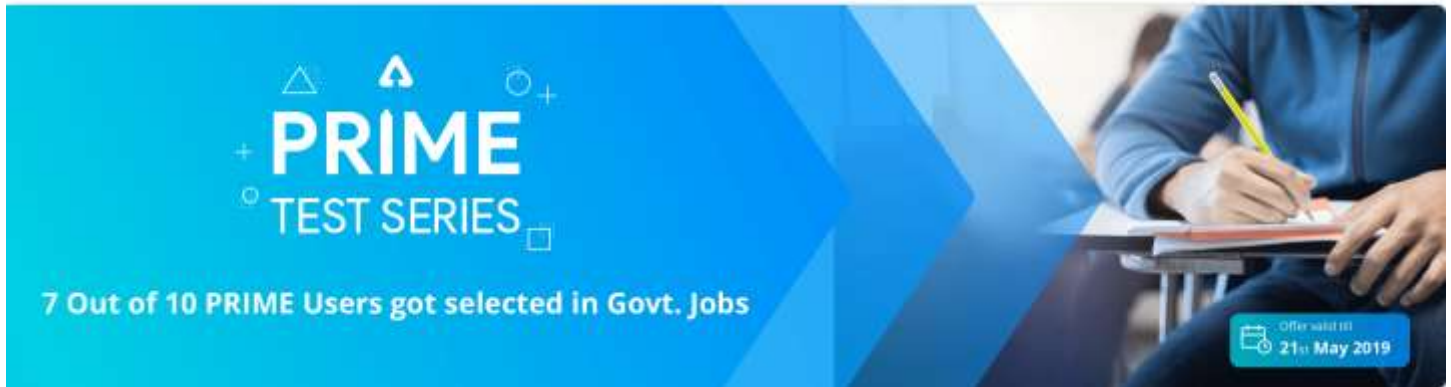 PRIME
TEST SERIES
7 Out of 10 PRIME Users got selected in Govt. Jobs
Offer valid till
21st May 2019